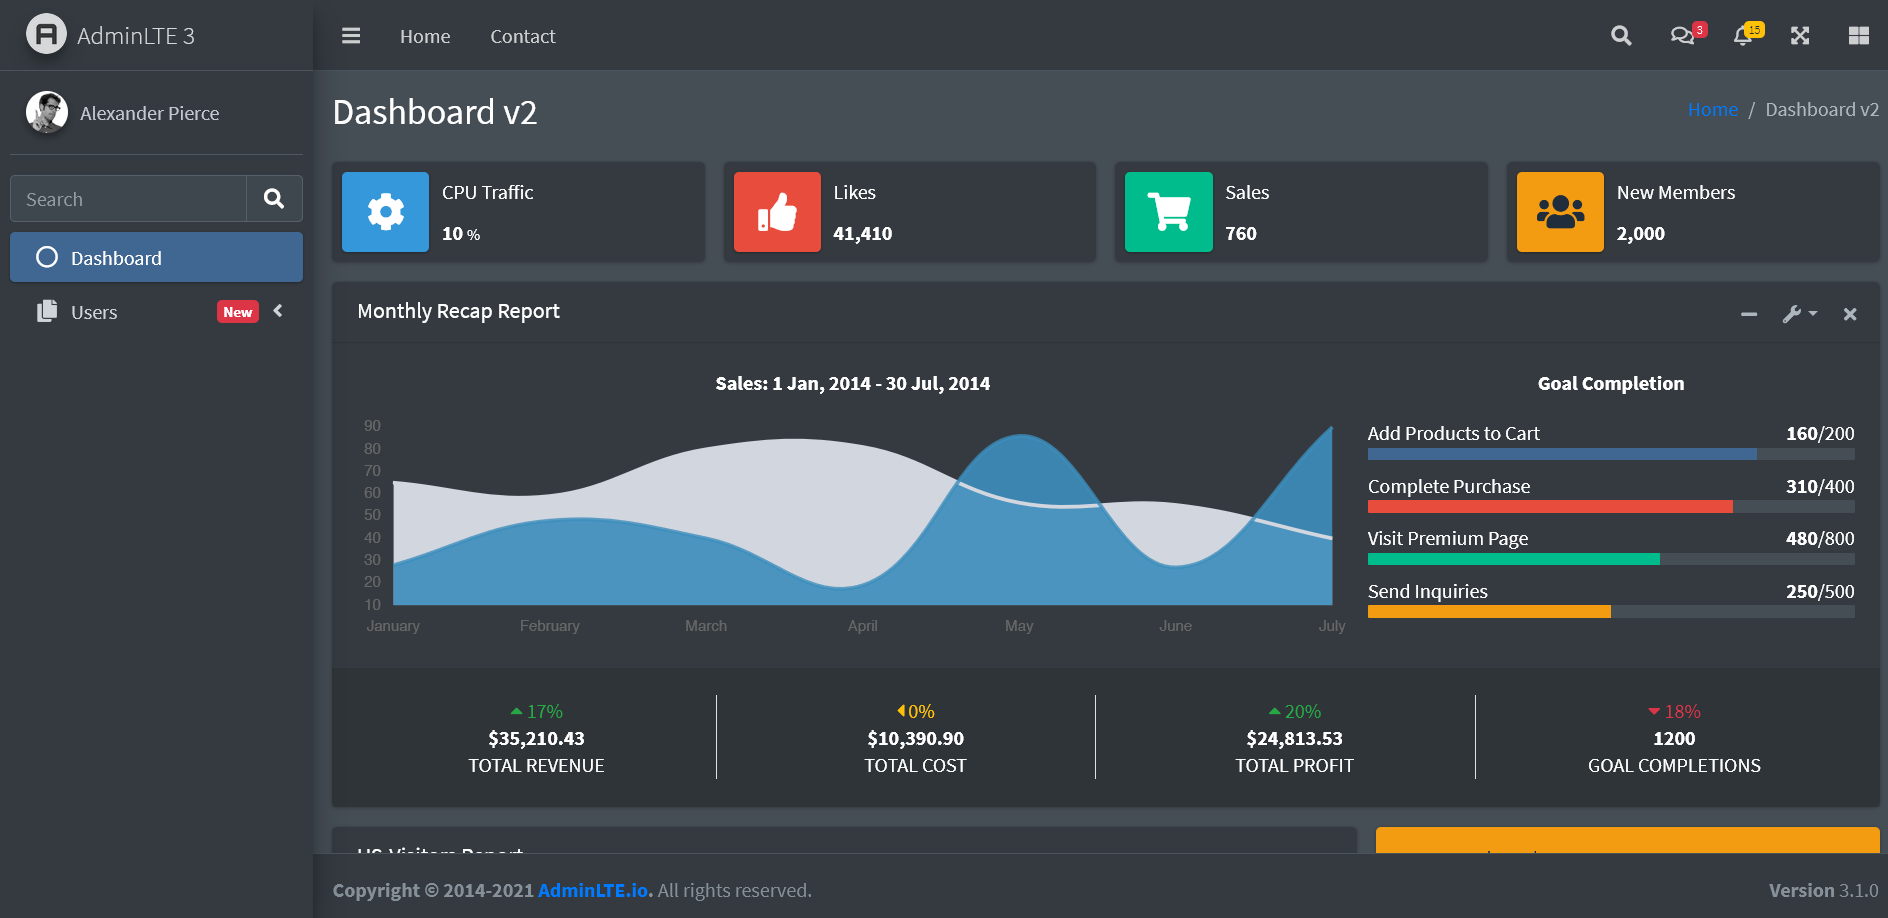 AdminLTE 3
Home
Contact
3
15
Alexander Pierce
Search
Dashboard
Users
New
Dashboard v2
Home / Dashboard v2
CPU Traffic
10 %
Likes
41,410
Sales
760
New Members
2,000
Monthly Recap Report
Sales: 1 Jan, 2014 - 30 Jul, 2014
90
80
70
60
50
40
30
20
10
January February March April May June July
Goal Completion
Add Products to Cart 160/200
Complete Purchase 310/400
Visit Premium Page 480/800
Send Inquiries 250/500
17%
$35,210.43
TOTAL REVENUE
0%
$10,390.90
TOTAL COST
20%
$24,813.53
TOTAL PROFIT
18%
1200
GOAL COMPLETIONS
US-Visitors Report
Copyright © 2014-2021 AdminLTE.io. All rights reserved.
Version 3.1.0